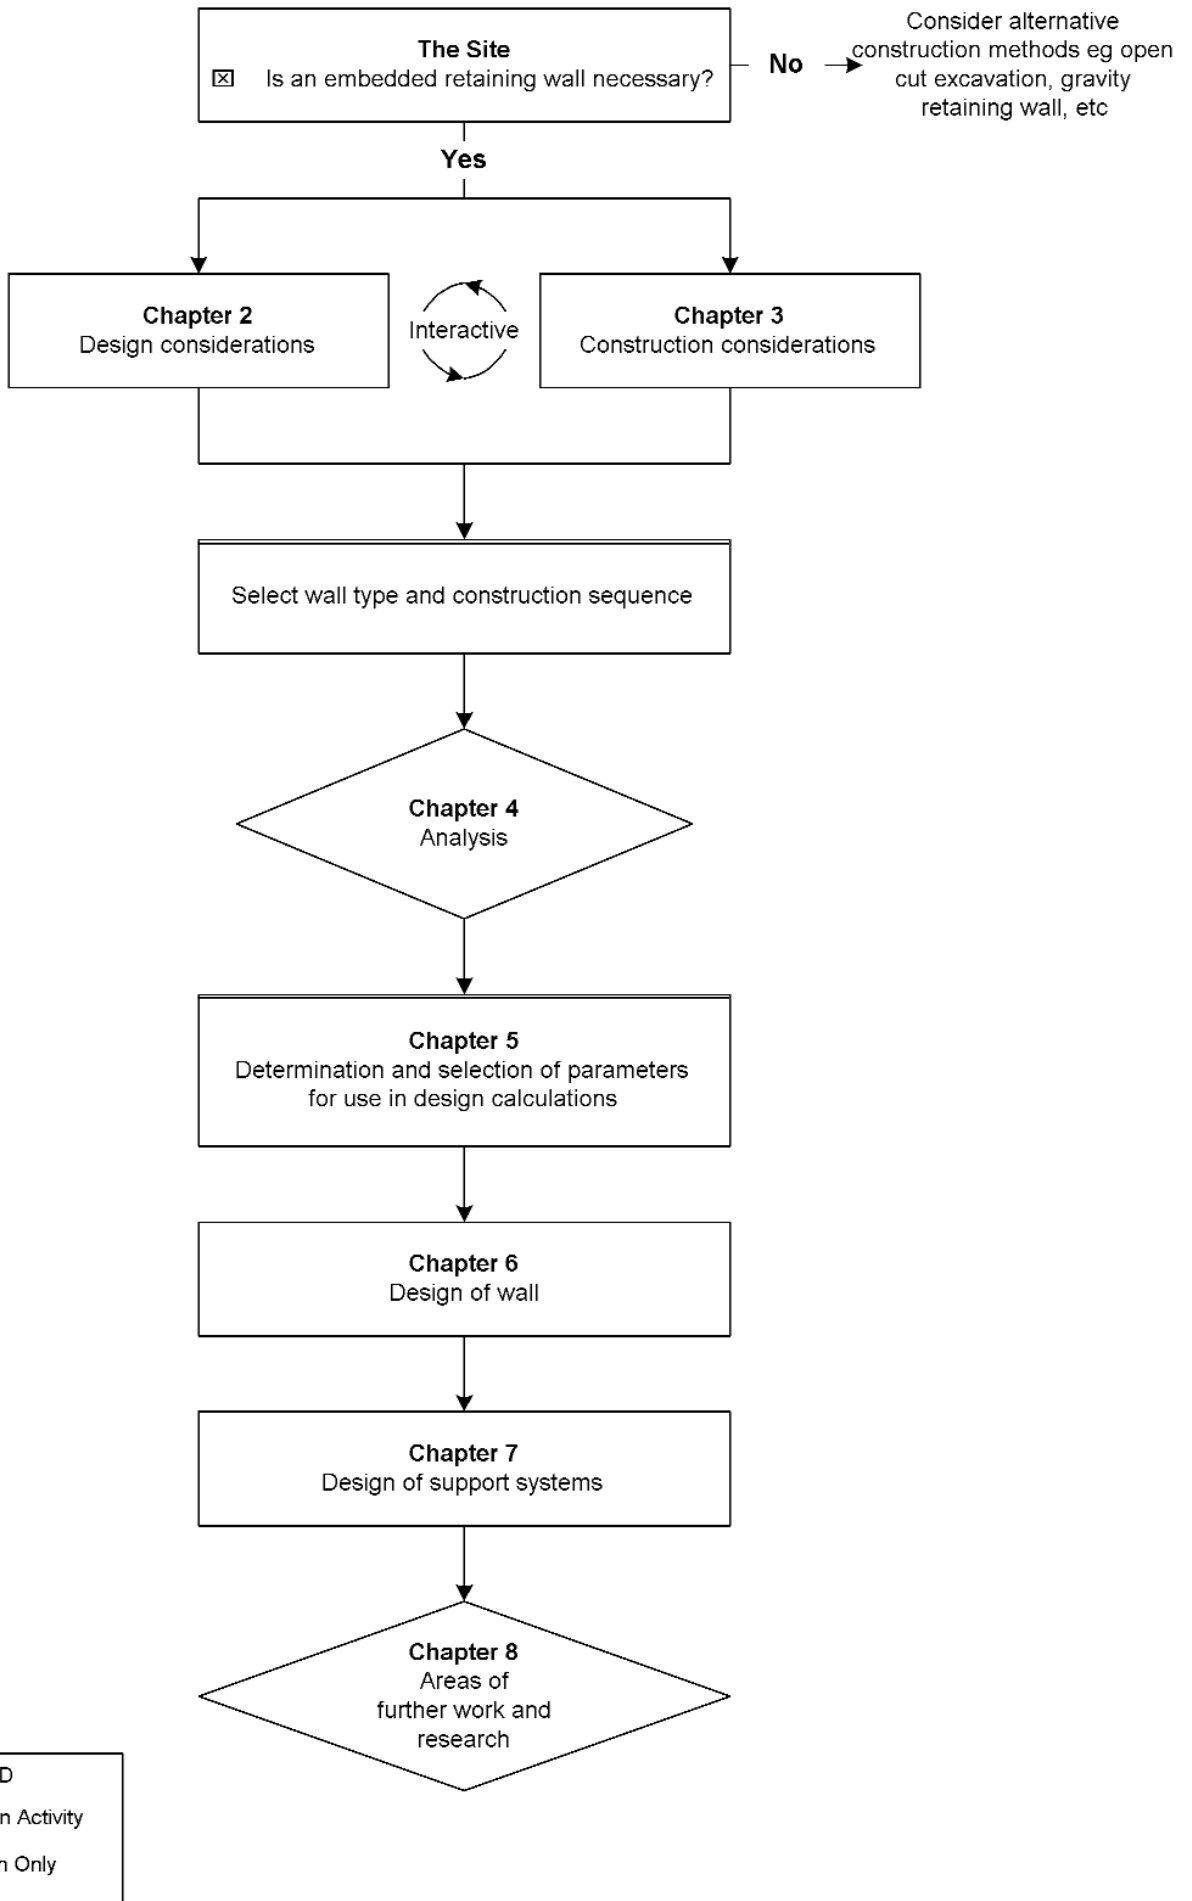 The Site
Is an embedded retaining wall necessary?
No
Consider alternative
construction methods eg open
cut excavation, gravity
retaining wall, etc
Yes
Chapter 2
Design considerations
Interactive
Chapter 3
Construction considerations
Select wall type and construction sequence
Chapter 4
Analysis
Chapter 5
Determination and selection of parameters
for use in design calculations
Chapter 6
Design of wall
Chapter 7
Design of support systems
Chapter 8
Areas of
further work and
research
D
n Activity
n Only